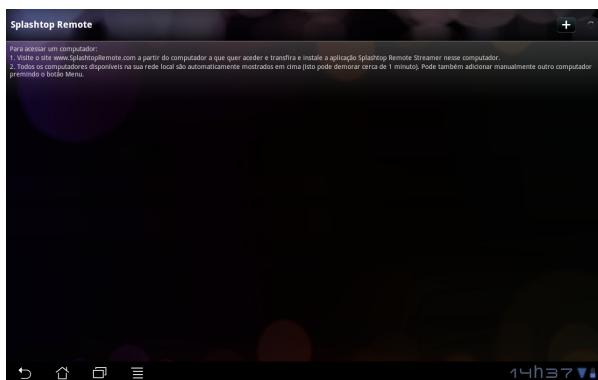 Splashtop Remote
Para acessar um computador:
1. Visite o site www.SplashtopRemote.com a partir do computador a que quer aceder e transfira e instale a aplicação Splashtop Remote Streamer nesse computador.
2. Todos os computadores disponíveis na sua rede local são automaticamente mostrados em cima (isto pode demorar cerca de 1 minuto). Pode também adicionar manualmente outro computador
premindo o botão Menu.
14h37